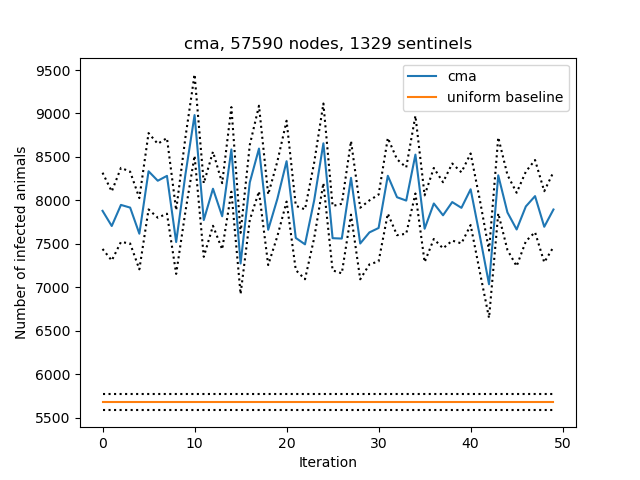 cma, 57590 nodes, 1329 sentinels
cma
uniform baseline
Number of infected animals
9500
9000
8500
8000
7500
7000
6500
6000
5500
0 10 20 30 40 50
Iteration